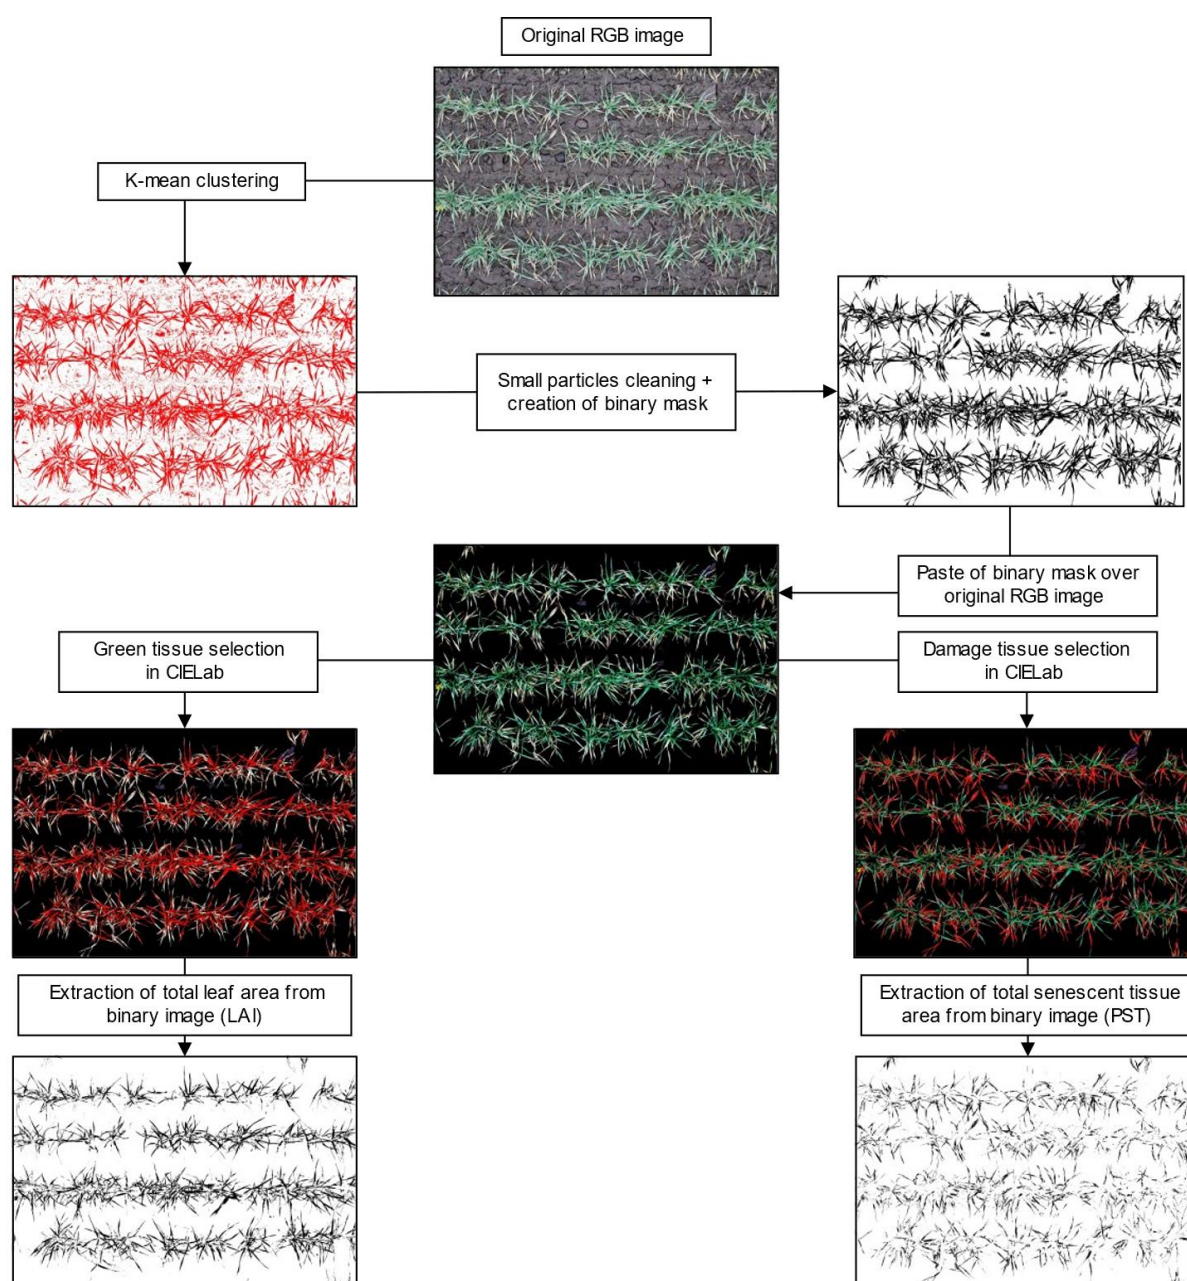 Original RGB image
K-mean clustering
Small particles cleaning +
creation of binary mask
Paste of binary mask over
original RGB image
Green tissue selection
in CIELab
Damage tissue selection
in CIELab
Extraction of total leaf area from
binary image (LAI)
Extraction of total senescent tissue
area from binary image (PST)